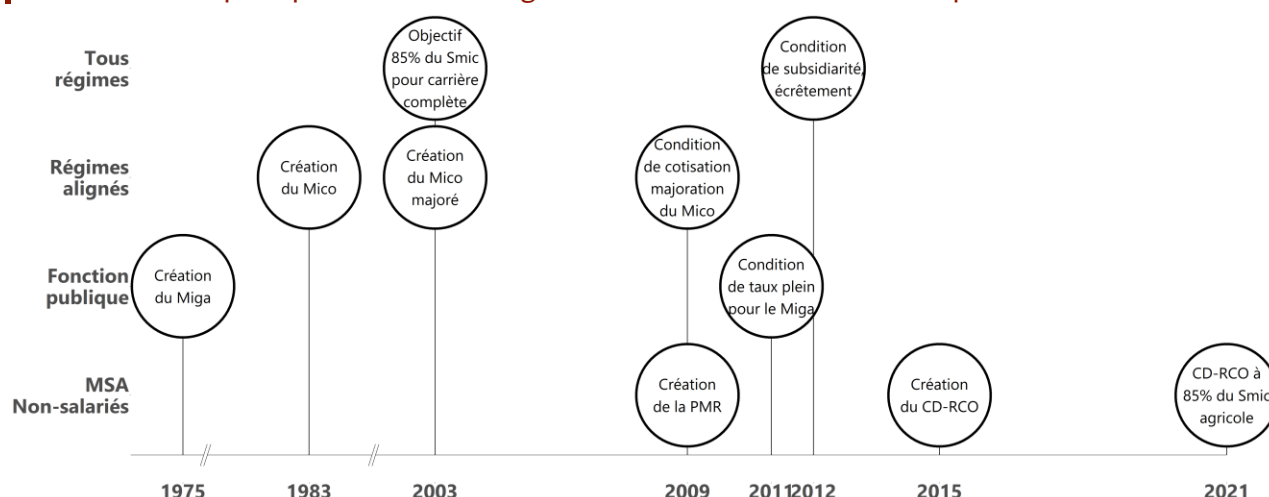 Tous
régimes
Objectif
85% du Smic
pour carrière
complète
Condition
de subsidiarité,
écrêtement
Régimes
alignés
Création
du Mico
Création
du Mico
majoré
Condition
de cotisation
majoration
du Mico
Fonction
publique
Création
du Miga
Condition
de taux plein
pour le Miga
MSA
Non-salariés
Création
de la PMR
Création
du CD-RCO
CD-RCO à
85% du Smic
agricole
1975 1983 2003 2009 2011 2012 2015 2021